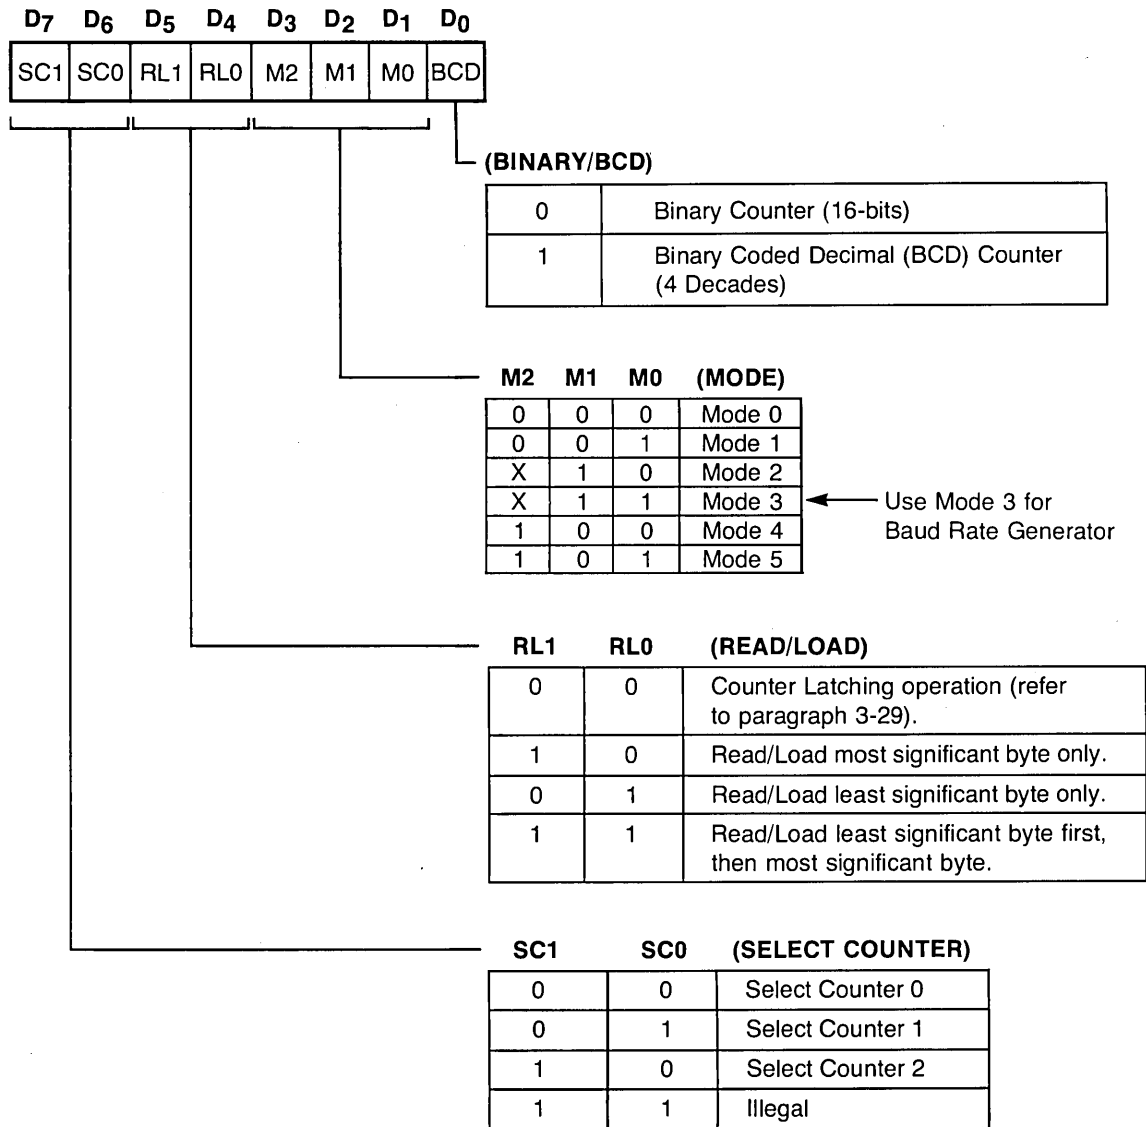 D7 D6 D5 D4 D3 D2 D1 D0
SC1 SC0 RL1 RL0 M2 M1 M0 BCD
(BINARY/BCD)
0 Binary Counter (16-bits)
1 Binary Coded Decimal (BCD) Counter
(4 Decades)
M2 M1 M0 (MODE)
0 0 0 Mode 0
0 0 1 Mode 1
X 1 0 Mode 2
X 1 1 Mode 3
1 0 0 Mode 4
1 0 1 Mode 5
Use Mode 3 for
Baud Rate Generator
RL1 RL0 (READ/LOAD)
0 0 Counter Latching operation (refer
to paragraph 3-29).
1 0 Read/Load most significant byte only.
0 1 Read/Load least significant byte only.
1 1 Read/Load least significant byte first,
then most significant byte.
SC1 SC0 (SELECT COUNTER)
0 0 Select Counter 0
0 1 Select Counter 1
1 0 Select Counter 2
1 1 Illegal